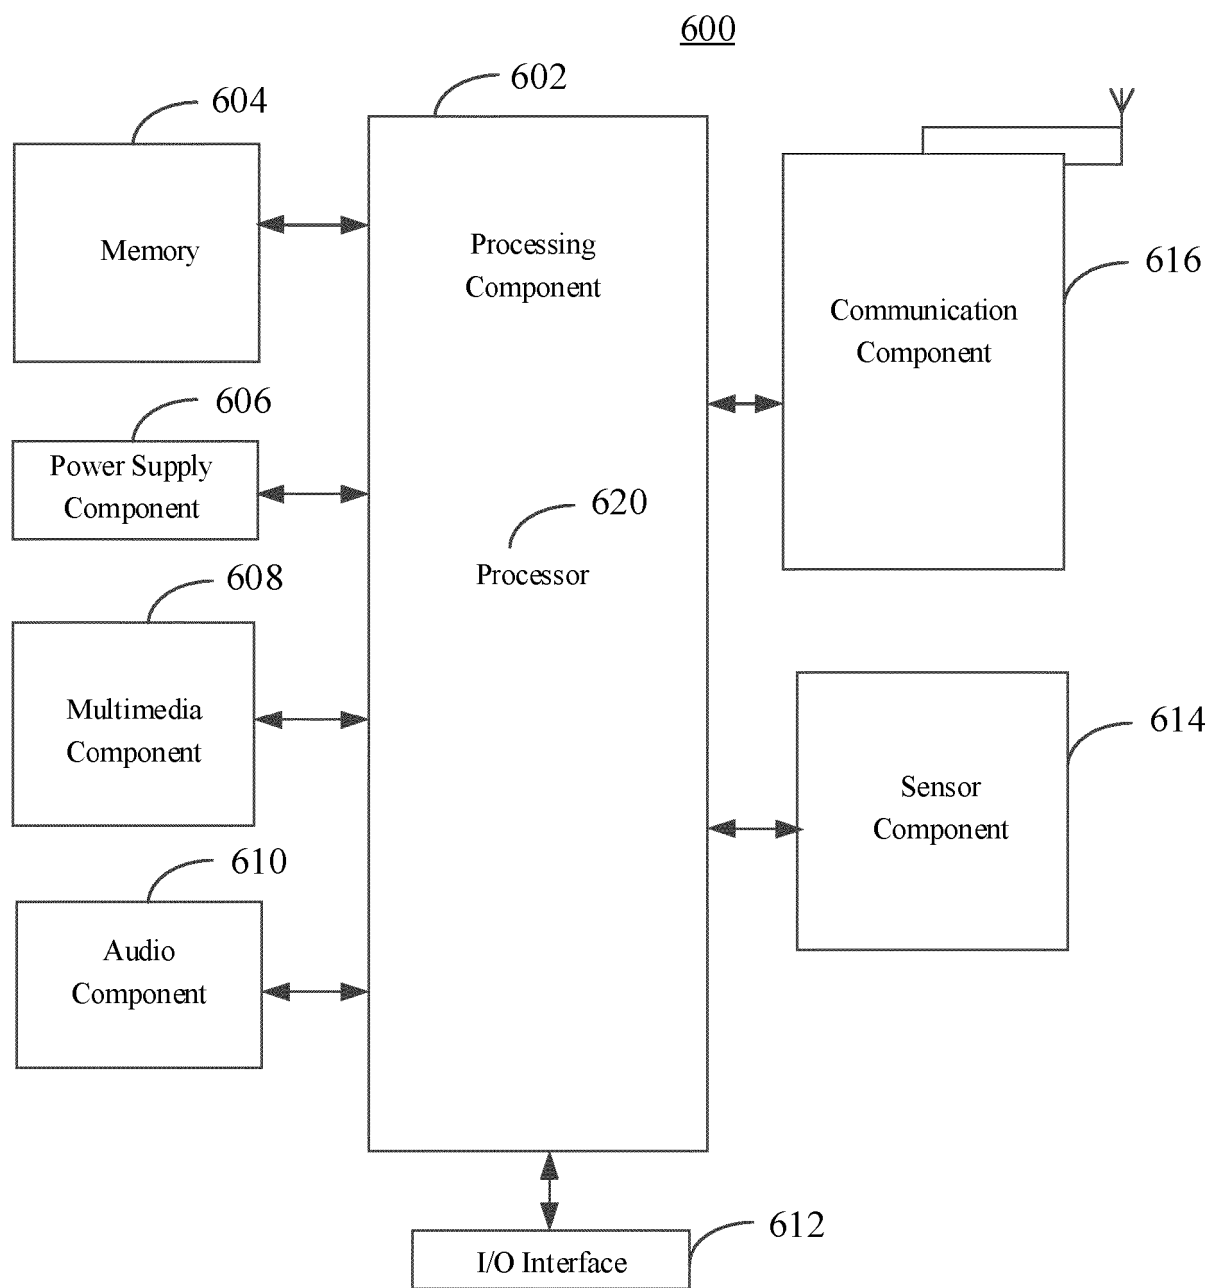 600
602
604
Memory
Processing
Component
616
Communication
Component
606
Power Supply
Component
620
Processor
608
Multimedia
Component
614
Sensor
Component
610
Audio
Component
612
I/O Interface